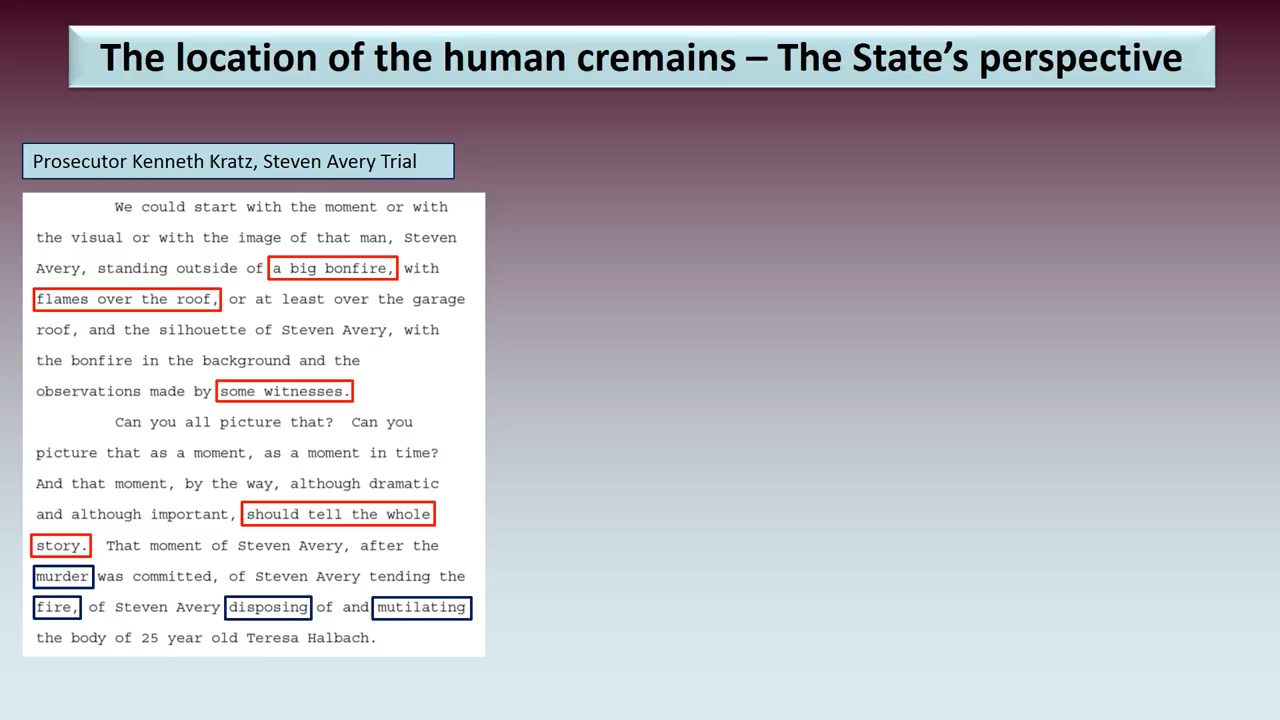 The location of the human cremains – The State's perspective
Prosecutor Kenneth Kratz, Steven Avery Trial
We could start with the moment or with
the visual or with the image of that man, Steven
Avery, standing outside of a big bonfire, with
flames over the roof, or at least over the garage
roof, and the silhouette of Steven Avery, with
the bonfire in the background and the
observations made by some witnesses.
Can you all picture that? Can you
picture that as a moment, as a moment in time?
And that moment, by the way, although dramatic
and although important, should tell the whole
story. That moment of Steven Avery, after the
murder was committed, of Steven Avery tending the
fire, of Steven Avery disposing of and mutilating
the body of 25 year old Teresa Halbach.